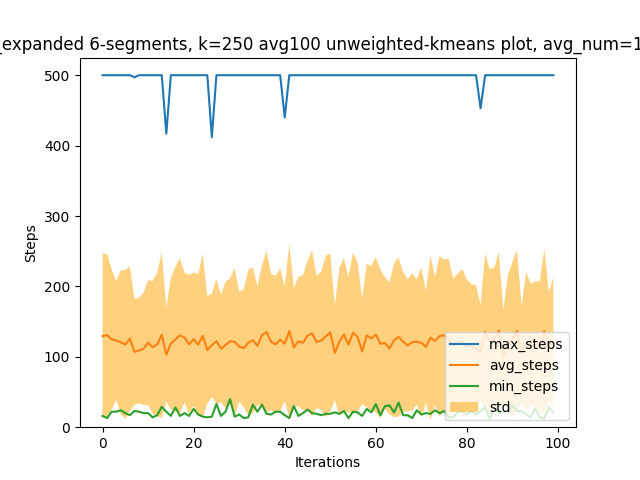 _expanded 6-segments, k=250 avg100 unweighted-kmeans plot, avg_num=1
500
400
300
200
100
0
Steps
0 20 40 60 80 100
Iterations
max_steps
avg_steps
min_steps
std